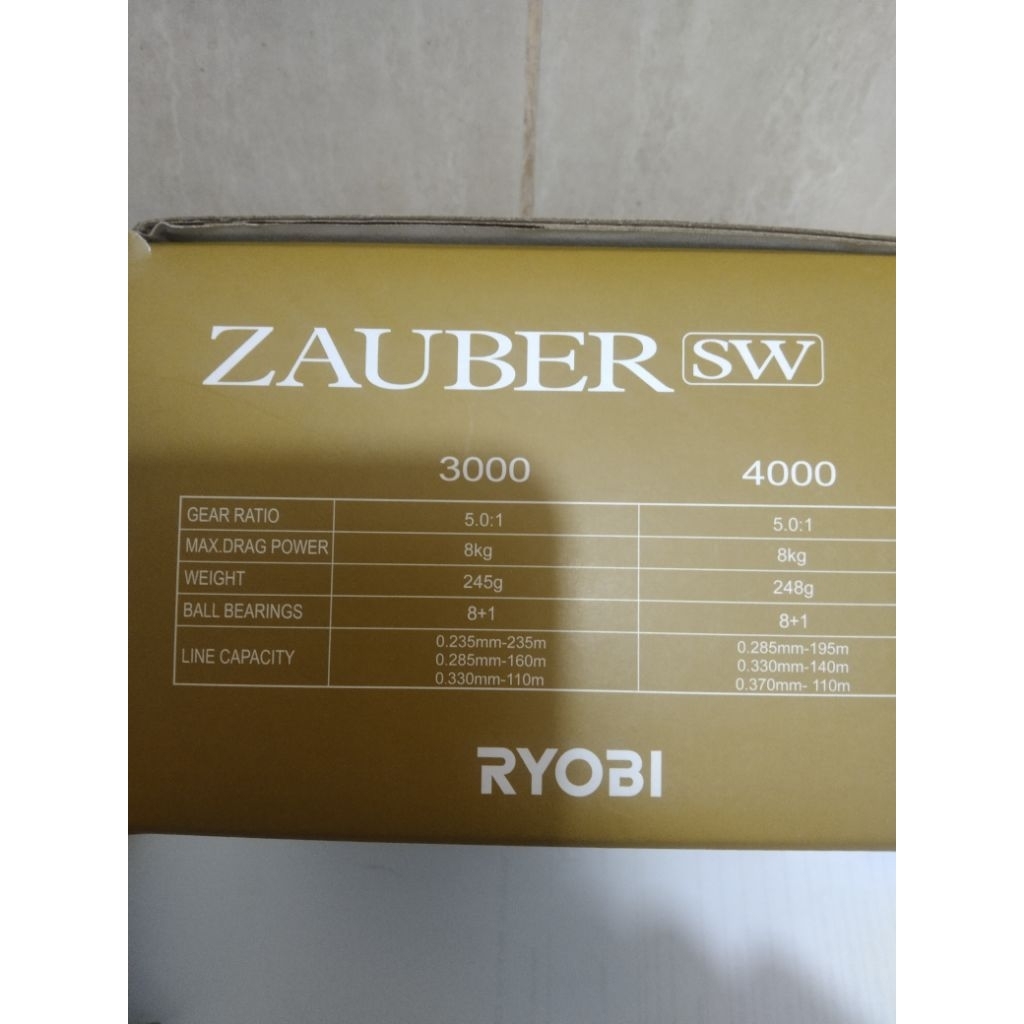 ZAUBER SW
3000 4000
GEAR RATIO 5.0:1 5.0:1
MAX.DRAG POWER 8kg 8kg
WEIGHT 245g 248g
BALL BEARINGS 8+1 8+1
LINE CAPACITY 0.235mm-235m 0.285mm-195m
0.285mm-160m 0.330mm-140m
0.330mm-110m 0.370mm- 110m
RYOBI